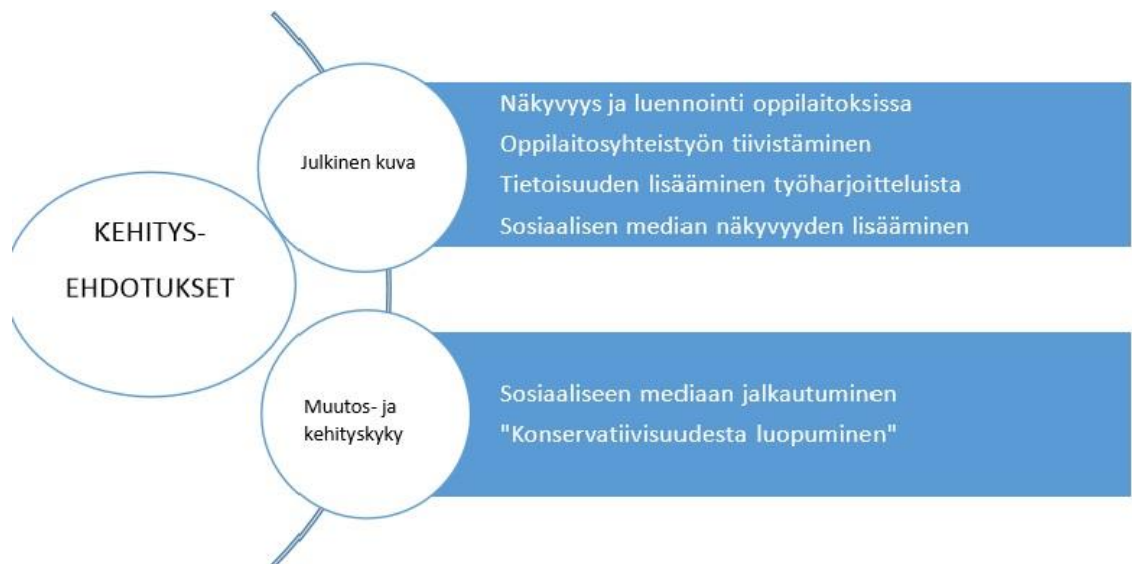 KEHITYS-
EHDOTUKSET
Julkinen kuva
Näkyvyys ja luennointi oppilaitoksissa
Oppilaitosyhteistyön tiivistäminen
Tietoisuuden lisääminen työharjoitteluista
Sosiaalisen median näkyvyyden lisääminen
Muutos- ja
kehityskyky
Sosiaaliseen mediaan jalkautuminen
"Konservatiivisuudesta luopuminen"